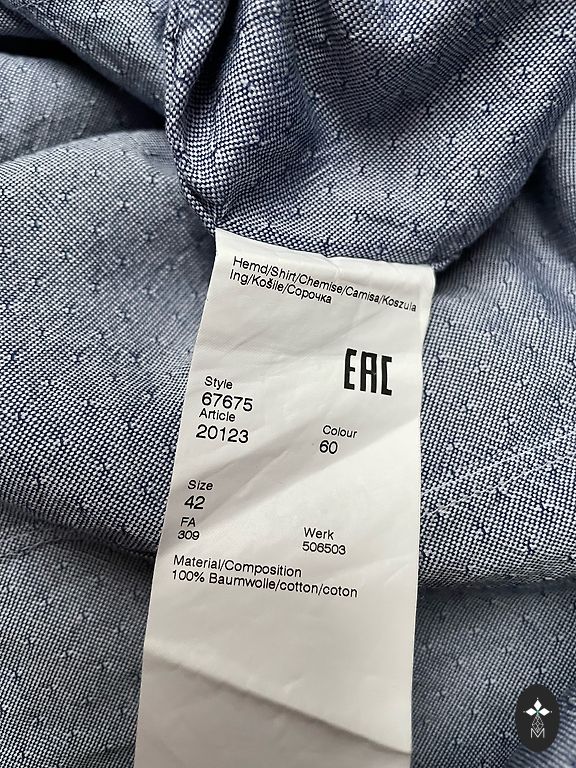 Hemd/Shirt/Chemise/Camisa/Koszula
Ing/Košile/Сорочка
EAC
Style
67675
Article
20123
Colour
60
Size
42
FA
309
Werk
506503
Material/Composition
100% Baumwolle/cotton/coton
M